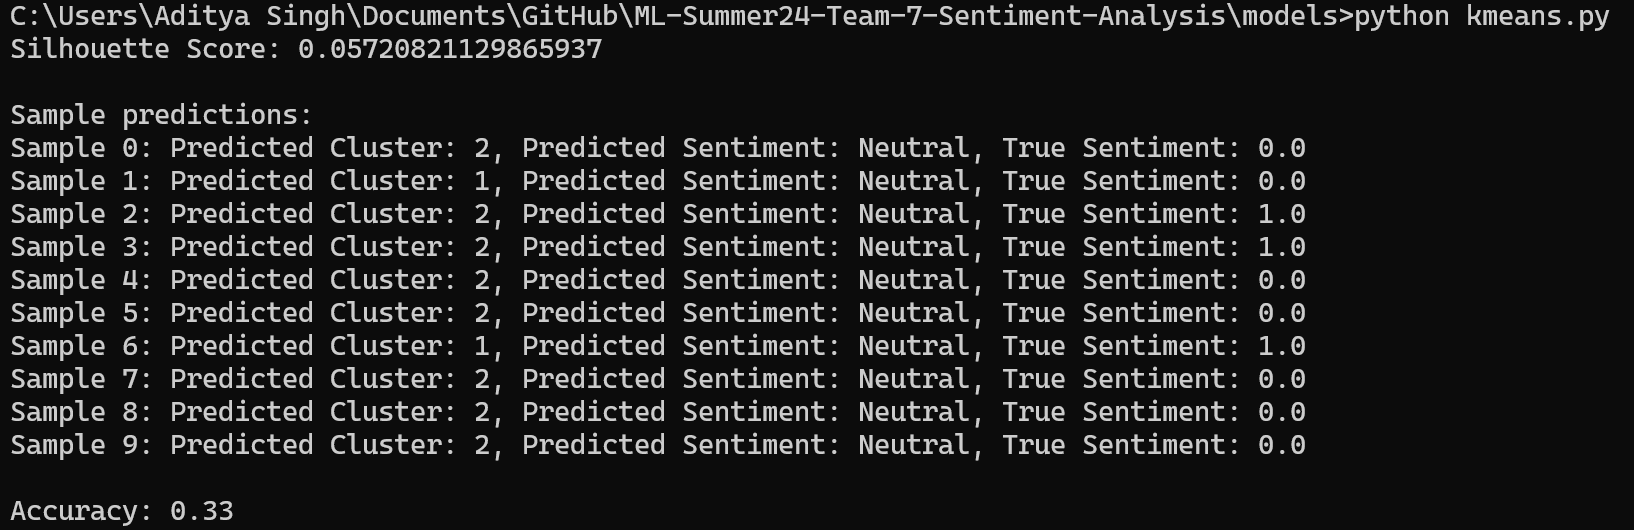 C:\Users\Aditya Singh\Documents\GitHub\ML-Summer24-Team-7-Sentiment-Analysis\models>python kmeans.py
Silhouette Score: 0.05720821129865937
Sample predictions:
Sample 0: Predicted Cluster: 2, Predicted Sentiment: Neutral, True Sentiment: 0.0
Sample 1: Predicted Cluster: 1, Predicted Sentiment: Neutral, True Sentiment: 0.0
Sample 2: Predicted Cluster: 2, Predicted Sentiment: Neutral, True Sentiment: 1.0
Sample 3: Predicted Cluster: 2, Predicted Sentiment: Neutral, True Sentiment: 1.0
Sample 4: Predicted Cluster: 2, Predicted Sentiment: Neutral, True Sentiment: 0.0
Sample 5: Predicted Cluster: 2, Predicted Sentiment: Neutral, True Sentiment: 0.0
Sample 6: Predicted Cluster: 1, Predicted Sentiment: Neutral, True Sentiment: 1.0
Sample 7: Predicted Cluster: 2, Predicted Sentiment: Neutral, True Sentiment: 0.0
Sample 8: Predicted Cluster: 2, Predicted Sentiment: Neutral, True Sentiment: 0.0
Sample 9: Predicted Cluster: 2, Predicted Sentiment: Neutral, True Sentiment: 0.0
Accuracy: 0.33